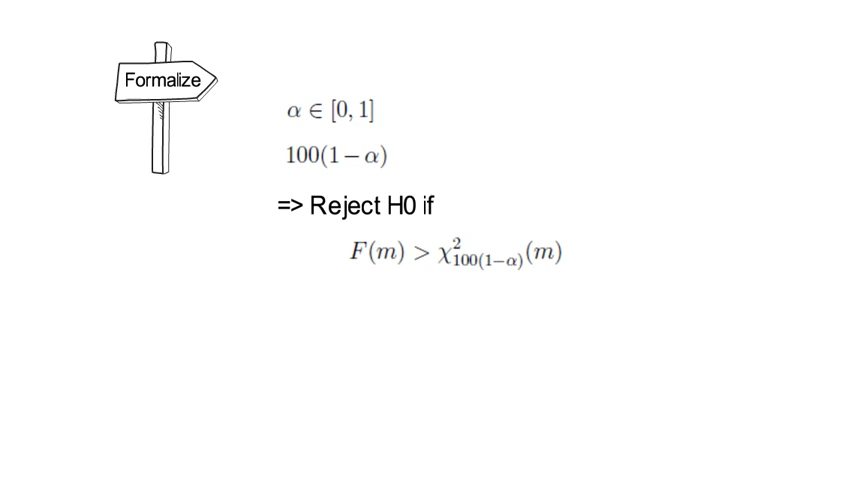 Formalize
α ∈ [0, 1]
100(1 − α)
=> Reject H0 if
F(m) > χ²₁₀₀₍₁₋α₎(m)